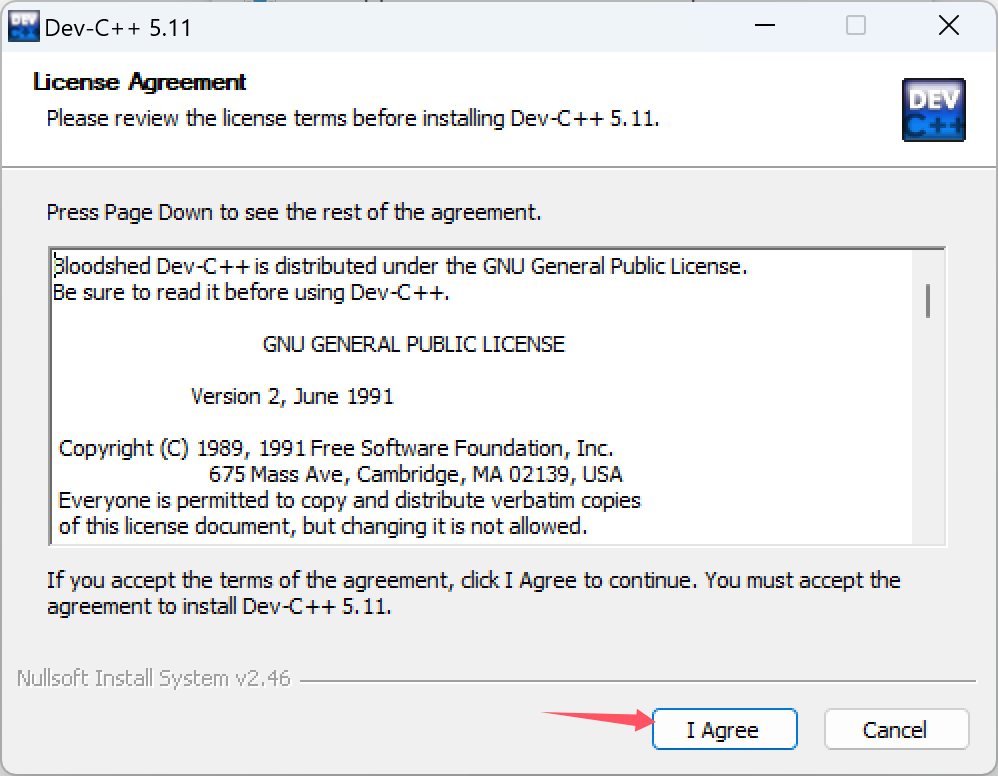 DEV C++ Dev-C++ 5.11
License Agreement
Please review the license terms before installing Dev-C++ 5.11.
DEV
C++
Press Page Down to see the rest of the agreement.
Bloodshed Dev-C++ is distributed under the GNU General Public License.
Be sure to read it before using Dev-C++.
GNU GENERAL PUBLIC LICENSE
Version 2, June 1991
Copyright (C) 1989, 1991 Free Software Foundation, Inc.
675 Mass Ave, Cambridge, MA 02139, USA
Everyone is permitted to copy and distribute verbatim copies
of this license document, but changing it is not allowed.
If you accept the terms of the agreement, click I Agree to continue. You must accept the
agreement to install Dev-C++ 5.11.
Nullsoft Install System v2.46
I Agree Cancel